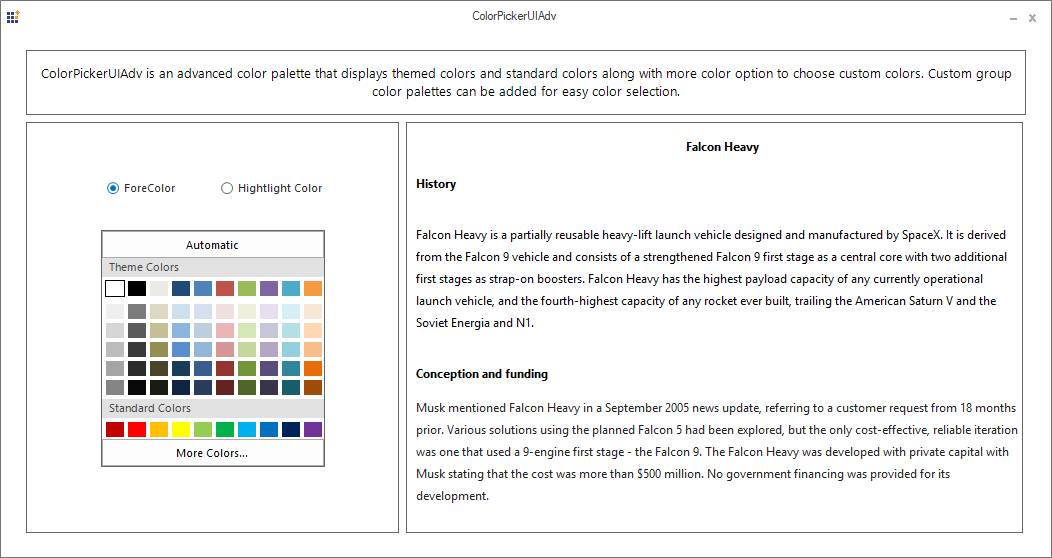 ColorPickerUIAdv
ColorPickerUIAdv is an advanced color palette that displays themed colors and standard colors along with more color option to choose custom colors. Custom group
color palettes can be added for easy color selection.
ForeColor
Hightlight Color
Automatic
Theme Colors
Standard Colors
More Colors...
Falcon Heavy
History
Falcon Heavy is a partially reusable heavy-lift launch vehicle designed and manufactured by SpaceX. It is derived
from the Falcon 9 vehicle and consists of a strengthened Falcon 9 first stage as a central core with two additional
first stages as strap-on boosters. Falcon Heavy has the highest payload capacity of any currently operational
launch vehicle, and the fourth-highest capacity of any rocket ever built, trailing the American Saturn V and the
Soviet Energia and N1.
Conception and funding
Musk mentioned Falcon Heavy in a September 2005 news update, referring to a customer request from 18 months
prior. Various solutions using the planned Falcon 5 had been explored, but the only cost-effective, reliable iteration
was one that used a 9-engine first stage - the Falcon 9. The Falcon Heavy was developed with private capital with
Musk stating that the cost was more than $500 million. No government financing was provided for its
development.